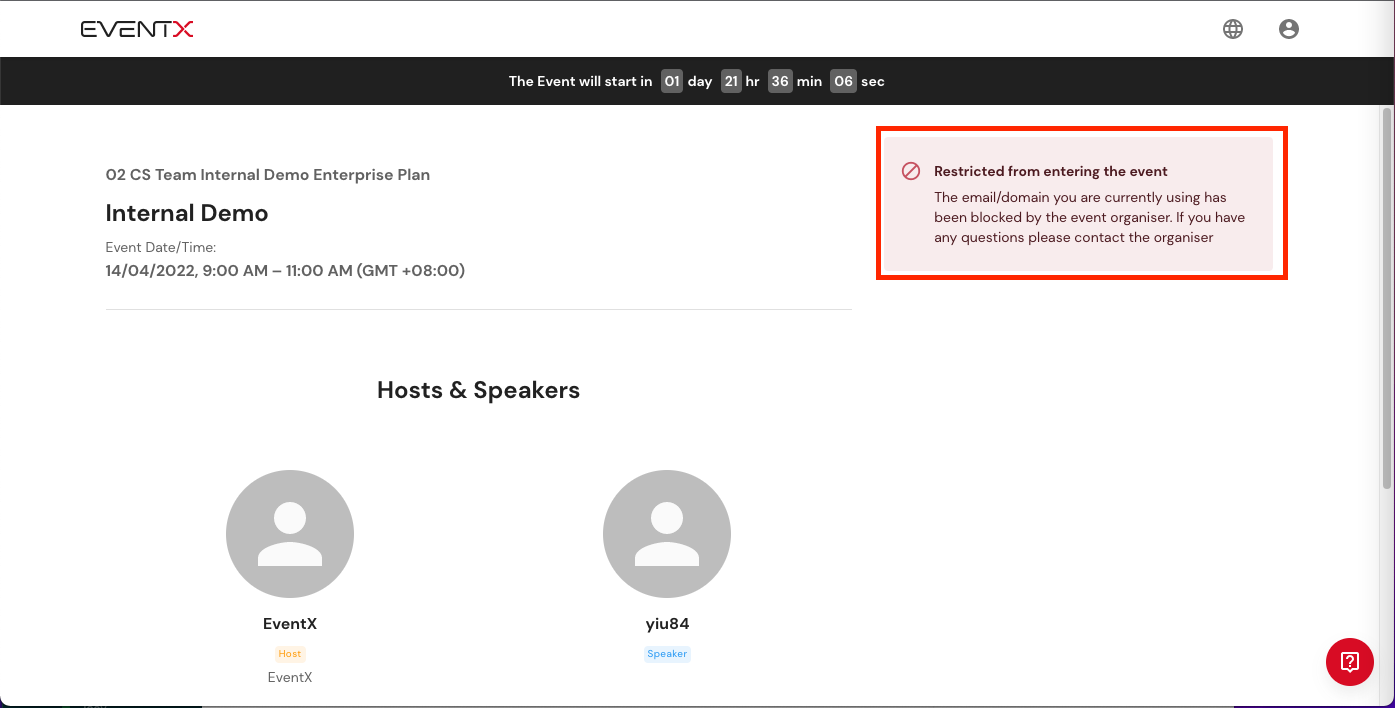 EVENTX
The Event will start in 01 day 21 hr 36 min 06 sec
02 CS Team Internal Demo Enterprise Plan
Internal Demo
Event Date/Time:
14/04/2022, 9:00 AM – 11:00 AM (GMT +08:00)
Restricted from entering the event
The email/domain you are currently using has
been blocked by the event organiser. If you have
any questions please contact the organiser
Hosts & Speakers
EventX
Host
EventX
yiu84
Speaker